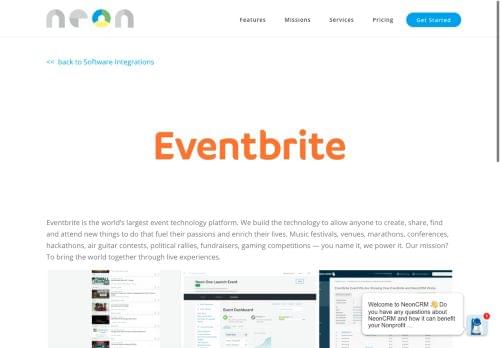 neon
Features Missions Services Pricing Get Started
<< back to Software Integrations
Eventbrite
Eventbrite is the world's largest event technology platform. We build the technology to allow anyone to create, share, find
and attend new things to do that fuel their passions and enrich their lives. Music festivals, venues, marathons, conferences,
hackathons, air guitar contests, political rallies, fundraisers, gaming competitions — you name it, we power it. Our mission?
To bring the world together through live experiences.
Neon One Launch Event
Event Dashboard
Welcome to NeonCRM 👋 Do
you have any questions about
NeonCRM and how it can benefit
your Nonprofit ...
1